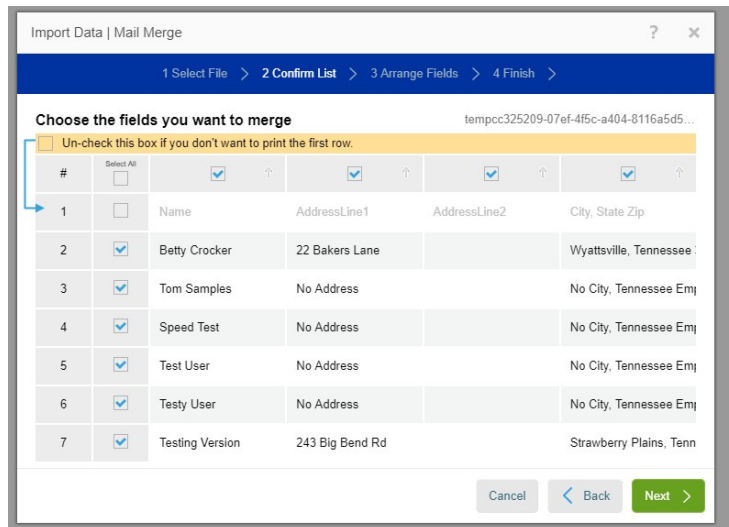 Import Data | Mail Merge ? ×
1 Select File > 2 Confirm List > 3 Arrange Fields > 4 Finish >
Choose the fields you want to merge tempcc325209-07ef-4f5c-a404-8116a5d5...
Un-check this box if you don't want to print the first row.
# Select All
1 Name AddressLine1 AddressLine2 City, State Zip
2 Betty Crocker 22 Bakers Lane Wyattsville, Tennessee
3 Tom Samples No Address No City, Tennessee Emp
4 Speed Test No Address No City, Tennessee Emp
5 Test User No Address No City, Tennessee Emp
6 Testy User No Address No City, Tennessee Emp
7 Testing Version 243 Big Bend Rd Strawberry Plains, Tenn
Cancel < Back Next >